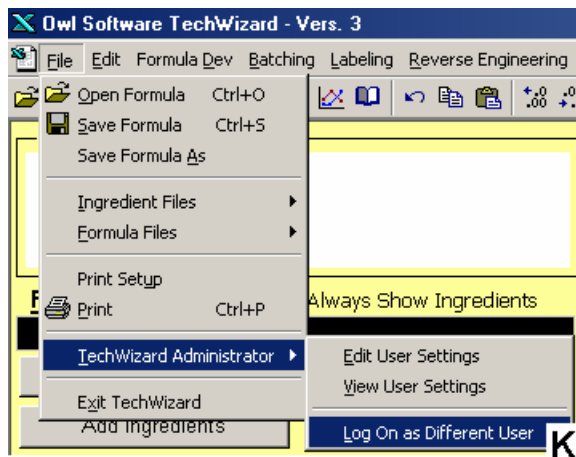 Owl Software TechWizard - Vers. 3
File Edit Formula Dev Batching Labeling Reverse Engineering
Open Formula Ctrl+O
Save Formula Ctrl+S
Save Formula As
Ingredient Files
Formula Files
Print Setup
Print Ctrl+P
Always Show Ingredients
TechWizard Administrator
Edit User Settings
View User Settings
Exit TechWizard
Add Ingredients
Log On as Different User
K